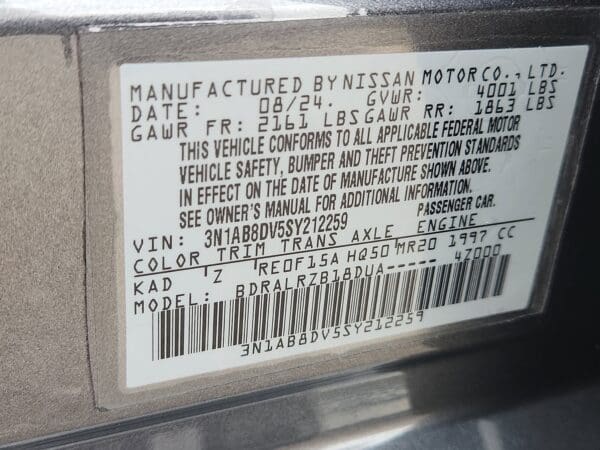 MANUFACTURED BY NISSAN MOTOR CO., LTD.
DATE: 08/24. GVWR: 4001 LBS
GAWR FR: 2161 LBS GAWR RR: 1863 LBS
THIS VEHICLE CONFORMS TO ALL APPLICABLE FEDERAL MOTOR
VEHICLE SAFETY, BUMPER AND THEFT PREVENTION STANDARDS
IN EFFECT ON THE DATE OF MANUFACTURE SHOWN ABOVE.
SEE OWNER'S MANUAL FOR ADDITIONAL INFORMATION.
VIN: 3N1AB8DV5SY212259 PASSENGER CAR.
COLOR TRIM TRANS AXLE ENGINE
KAD Z RE0F15A HQ50 MR20 1997 CC
MODEL: BDRALRZB18DUA----- 4Z000
3N1AB8DV5SY212259